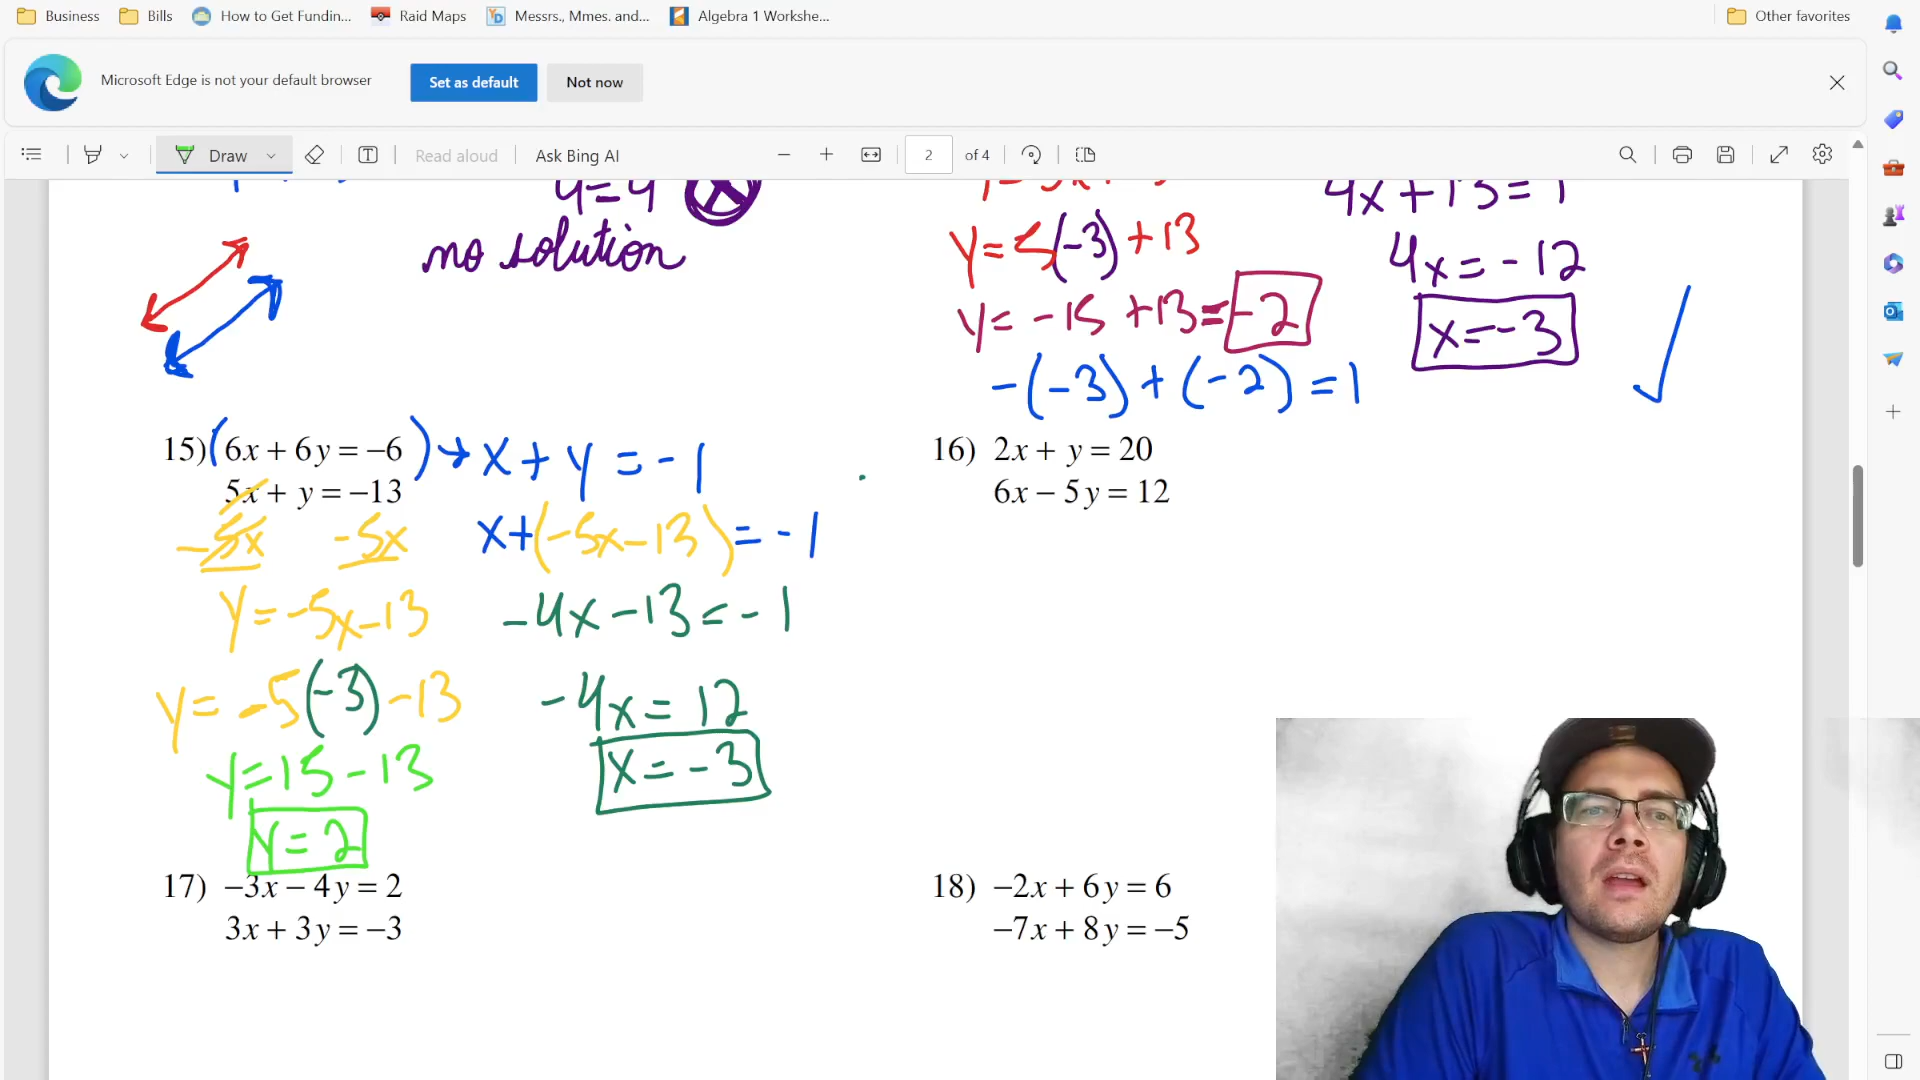 Business Bills How to Get Fundin... Raid Maps Messrs., Mmes. and... Algebra 1 Workshe... Other favorites
Microsoft Edge is not your default browser Set as default Not now
Draw Read aloud Ask Bing AI 2 of 4
4=4
no solution
4x+13=1
y=5(-3)+13
4x=-12
y=-15+13=-2
x=-3
-(-3)+(-2)=1
15) (6x + 6y = −6) → x+y=-1
5x + y = −13
-5x -5x
x+(-5x-13)=-1
y=-5x-13
-4x-13=-1
y=-5(-3)-13
-4x=12
y=15-13
x=-3
y=2
16) 2x + y = 20
6x − 5y = 12
17) −3x − 4y = 2
3x + 3y = −3
18) −2x + 6y = 6
−7x + 8y = −5